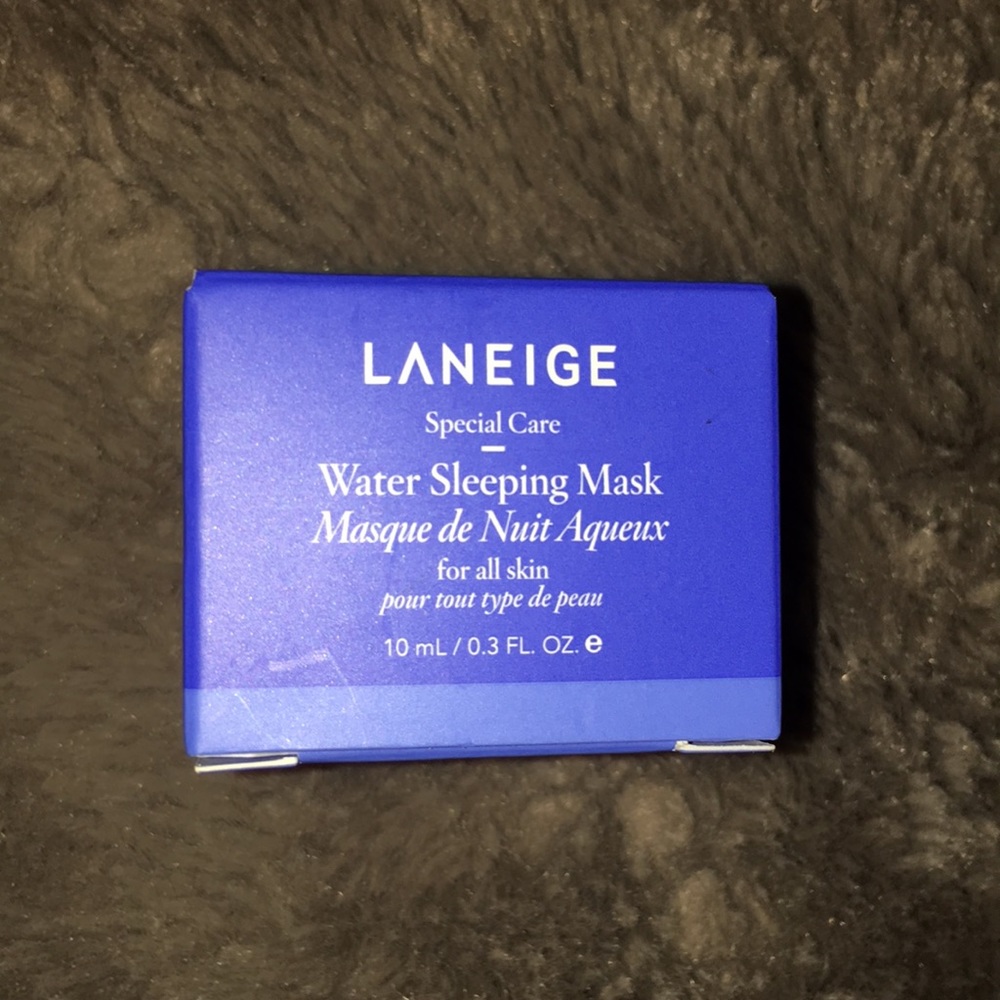 LANEIGE
Special Care
Water Sleeping Mask
Masque de Nuit Aqueux
for all skin
pour tout type de peau
10 mL / 0.3 FL. OZ. ℮